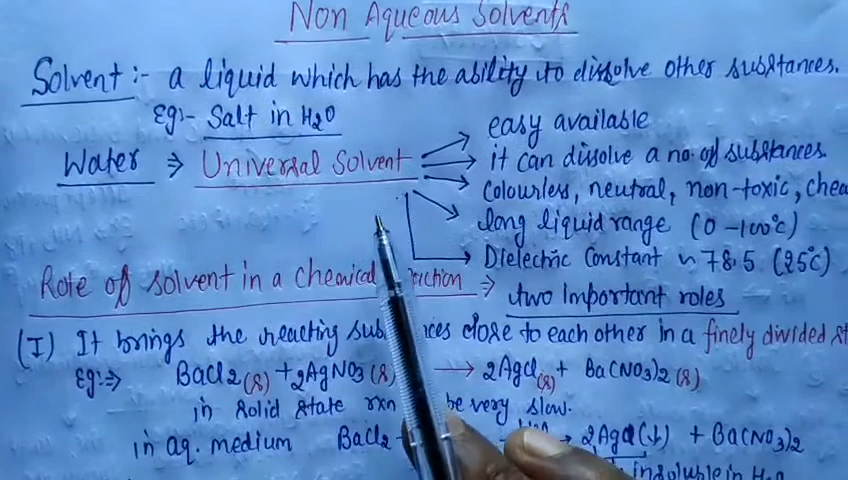 Non Aqueous Solvents
Solvent :- a liquid which has the ability to dissolve other substances.
Eg:- Salt in H2O
Water ⇒ Universal Solvent → easy available
→ it can dissolve a no. of substances.
→ Colourless, neutral, non-toxic,
→ long liquid range (0 - 100°C)
→ Dielectric Constant ~ 78.5 (25°C)
Role of solvent in a Chemical ⇒ two Important roles
(I) It brings the reacting close to each other in a finely divided
eg:⇒ BaCl2(s) + 2AgNO3(s) → 2AgCl(s) + Ba(NO3)2(s)
in solid state rxn be very slow.
in aq. medium BaCl2 → 2AgCl(↓) + Ba(NO3)2
insoluble in H2O